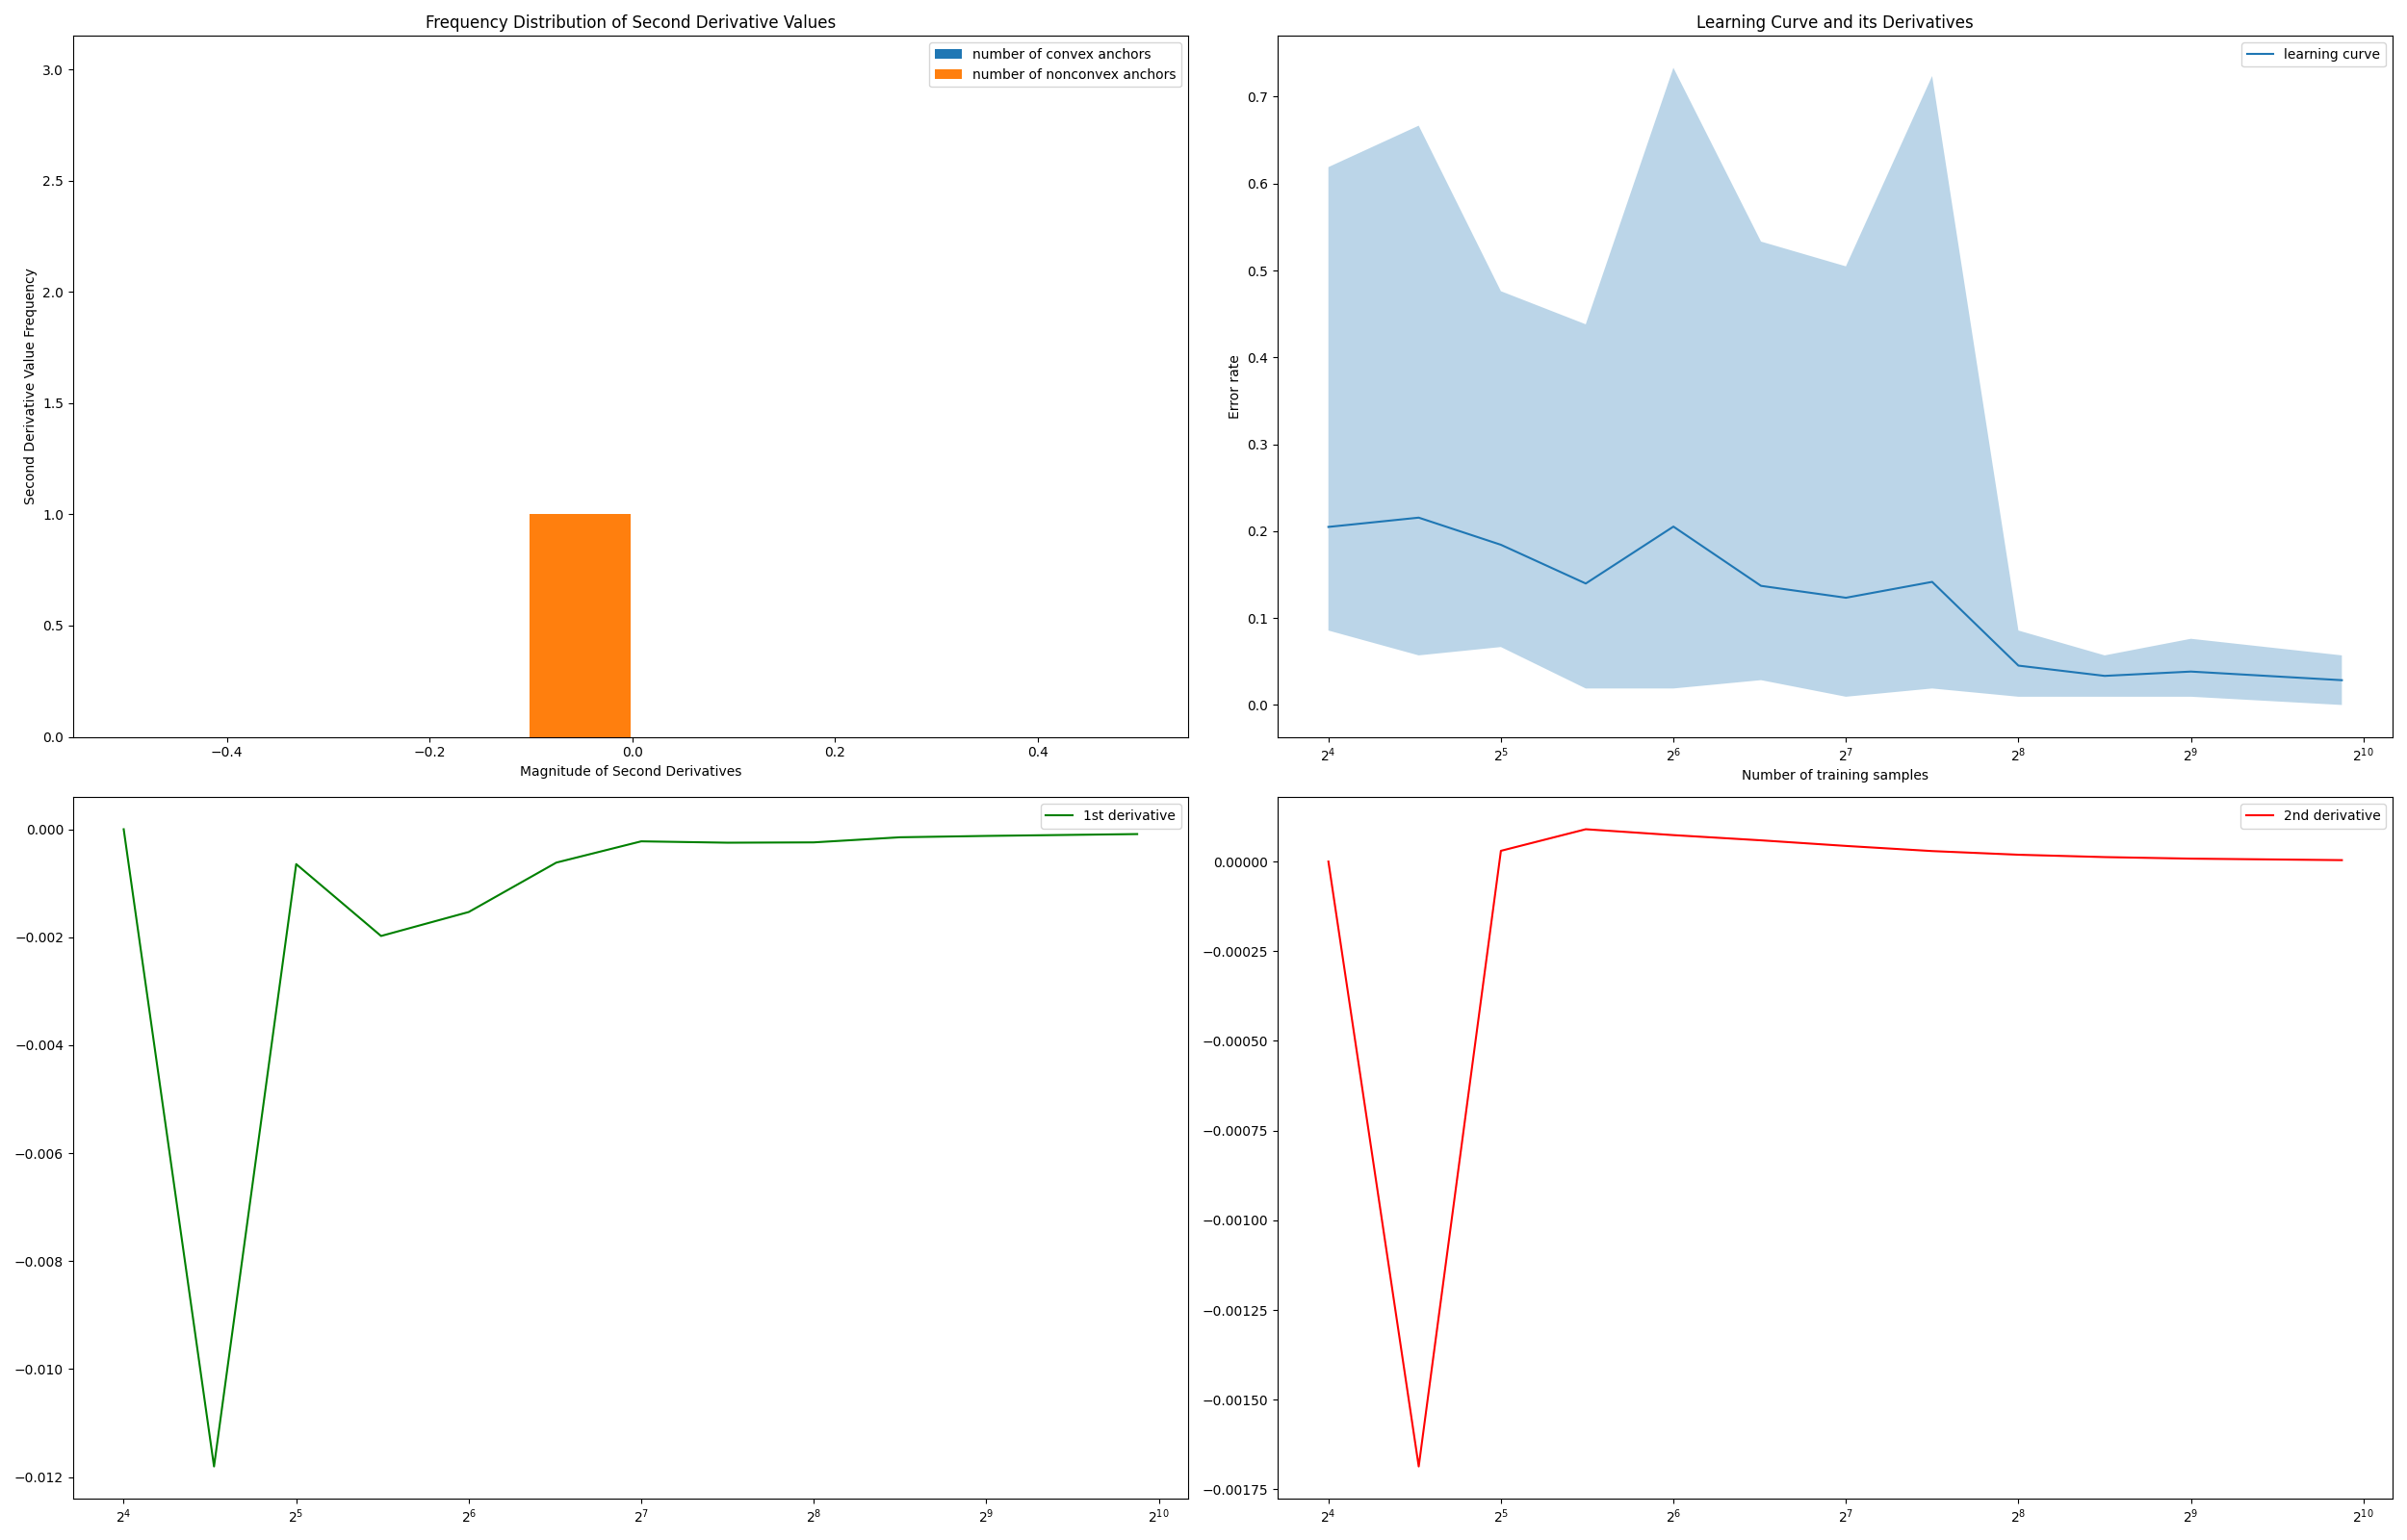 Frequency Distribution of Second Derivative Values
number of convex anchors
number of nonconvex anchors
Second Derivative Value Frequency
3.0
2.5
2.0
1.5
1.0
0.5
0.0
−0.4 −0.2 0.0 0.2 0.4
Magnitude of Second Derivatives
Learning Curve and its Derivatives
learning curve
Error rate
0.7
0.6
0.5
0.4
0.3
0.2
0.1
0.0
2^4 2^5 2^6 2^7 2^8 2^9 2^10
Number of training samples
1st derivative
0.000
−0.002
−0.004
−0.006
−0.008
−0.010
−0.012
2^4 2^5 2^6 2^7 2^8 2^9 2^10
2nd derivative
0.00000
−0.00025
−0.00050
−0.00075
−0.00100
−0.00125
−0.00150
−0.00175
2^4 2^5 2^6 2^7 2^8 2^9 2^10